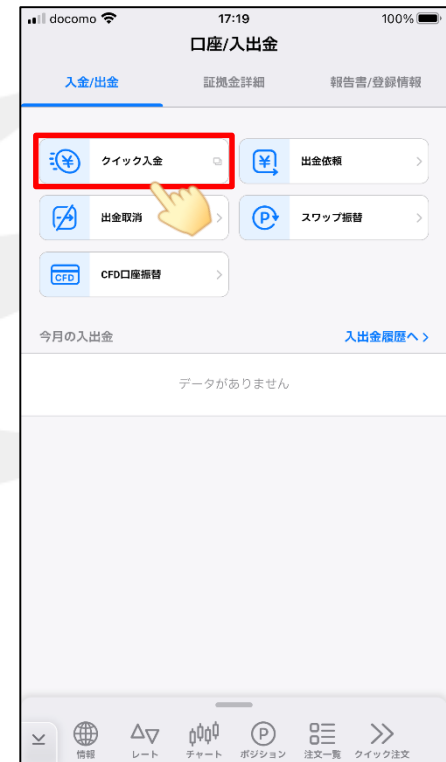 docomo 17:19 100%
口座/入出金
入金/出金 証拠金詳細 報告書/登録情報
クイック入金 出金依頼
出金取消 スワップ振替
CFD CFD口座振替
今月の入出金 入出金履歴へ
データがありません
情報 レート チャート ポジション 注文一覧 クイック注文